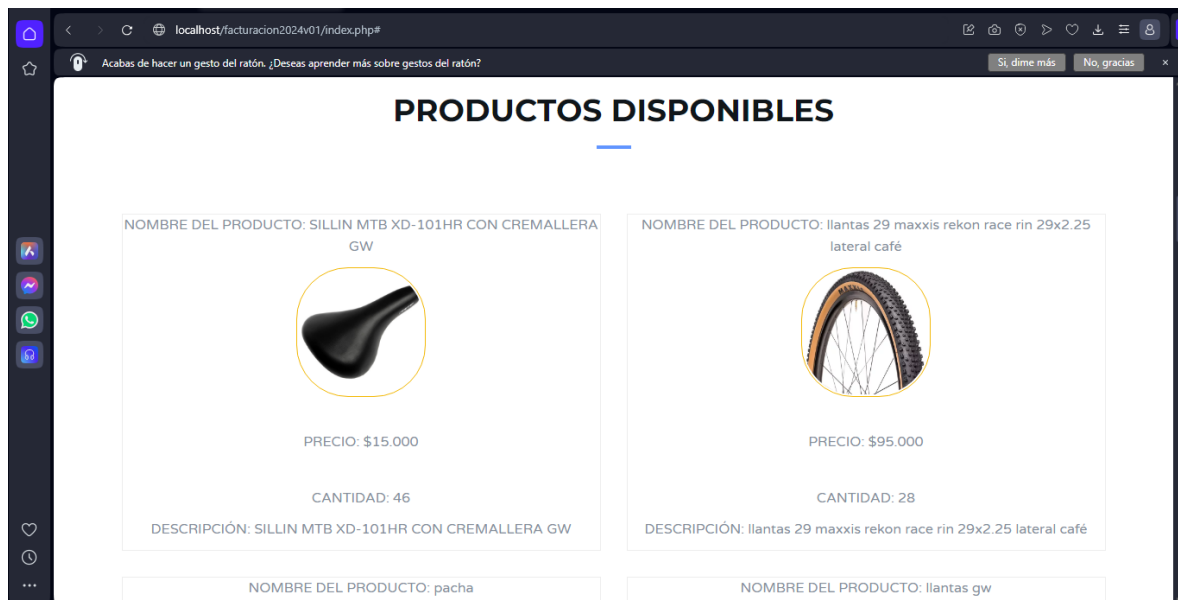 localhost/facturacion2024v01/index.php#
Acabas de hacer un gesto del ratón. ¿Deseas aprender más sobre gestos del ratón?
Si, dime más
No, gracias
PRODUCTOS DISPONIBLES
NOMBRE DEL PRODUCTO: SILLIN MTB XD-101HR CON CREMALLERA
GW
PRECIO: $15.000
CANTIDAD: 46
DESCRIPCIÓN: SILLIN MTB XD-101HR CON CREMALLERA GW
NOMBRE DEL PRODUCTO: llantas 29 maxxis rekon race rin 29x2.25
lateral café
MAXXIS
PRECIO: $95.000
CANTIDAD: 28
DESCRIPCIÓN: llantas 29 maxxis rekon race rin 29x2.25 lateral café
NOMBRE DEL PRODUCTO: pacha
NOMBRE DEL PRODUCTO: llantas gw